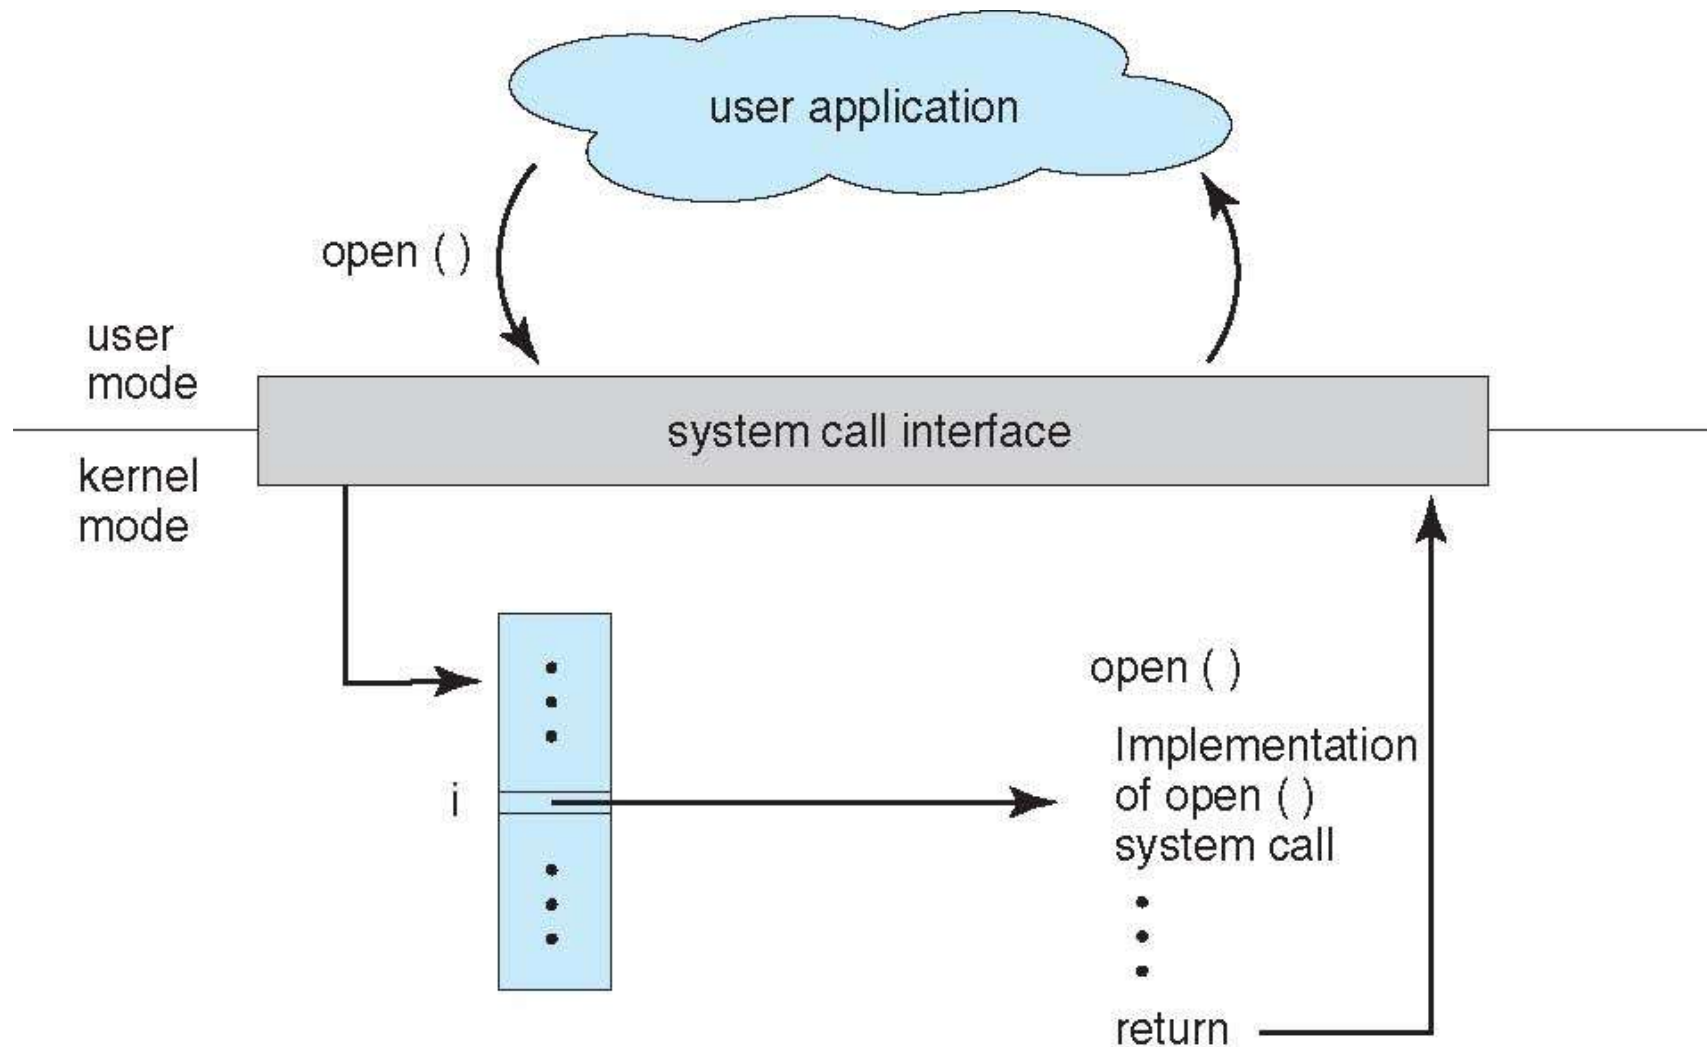 user application
open ( )
user
mode
system call interface
kernel
mode
open ( )
Implementation
of open ( )
system call
i
return